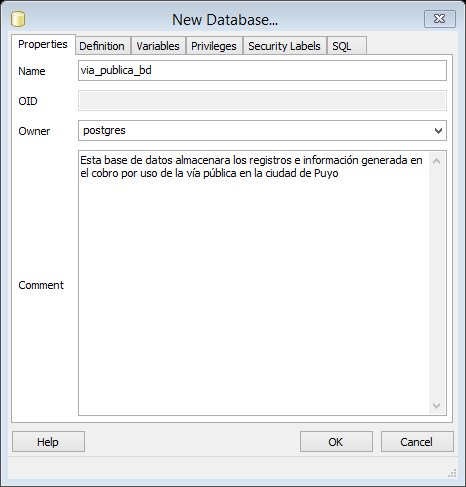 New Database...
Properties Definition Variables Privileges Security Labels SQL
Name via_publica_bd
OID
Owner postgres
Esta base de datos almacenara los registros e información generada en
el cobro por uso de la vía pública en la ciudad de Puyo
Comment
Help OK Cancel